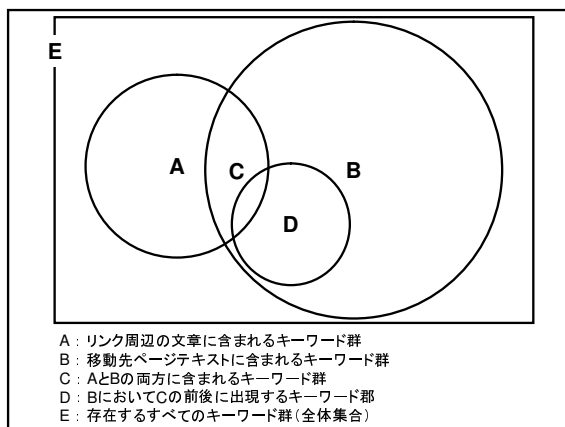 E
A
C
B
D
A : リンク周辺の文章に含まれるキーワード群
B : 移動先ページテキストに含まれるキーワード群
C : AとBの両方に含まれるキーワード群
D : BにおいてCの前後に出現するキーワード郡
E : 存在するすべてのキーワード群(全体集合)